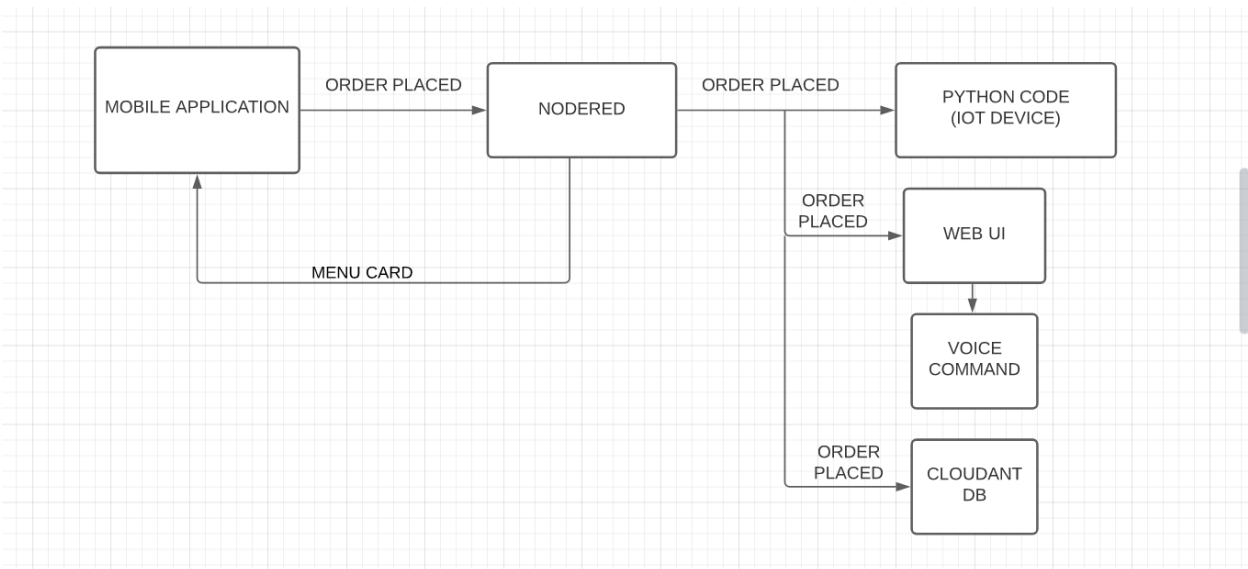 MOBILE APPLICATION
ORDER PLACED
NODERED
ORDER PLACED
PYTHON CODE
(IOT DEVICE)
ORDER
PLACED
WEB UI
MENU CARD
VOICE
COMMAND
ORDER
PLACED
CLOUDANT
DB